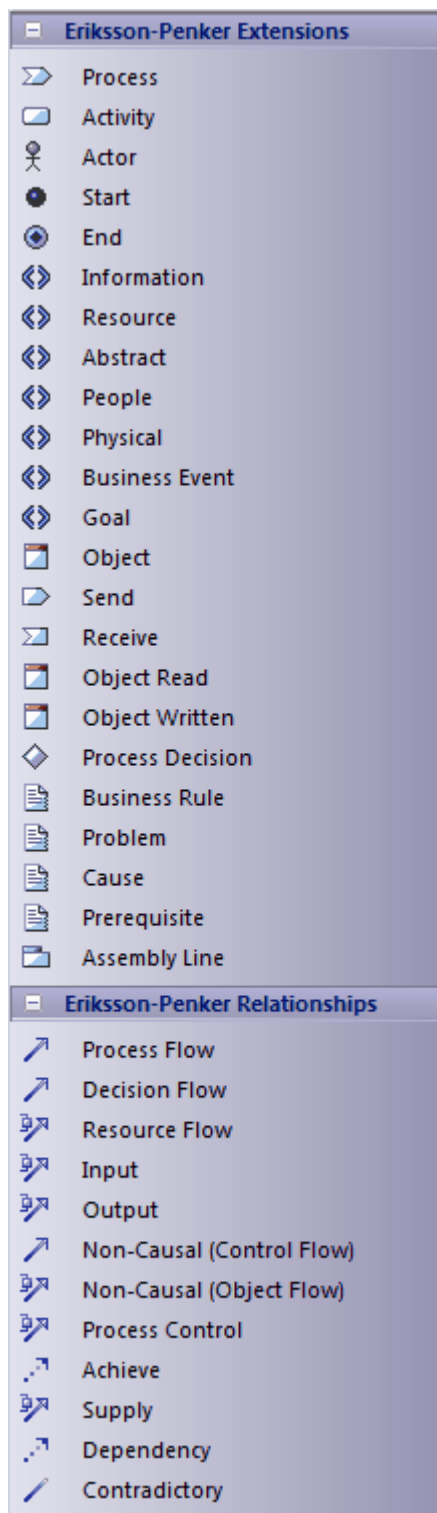 Eriksson-Penker Extensions
Process
Activity
Actor
Start
End
Information
Resource
Abstract
People
Physical
Business Event
Goal
Object
Send
Receive
Object Read
Object Written
Process Decision
Business Rule
Problem
Cause
Prerequisite
Assembly Line
Eriksson-Penker Relationships
Process Flow
Decision Flow
Resource Flow
Input
Output
Non-Causal (Control Flow)
Non-Causal (Object Flow)
Process Control
Achieve
Supply
Dependency
Contradictory